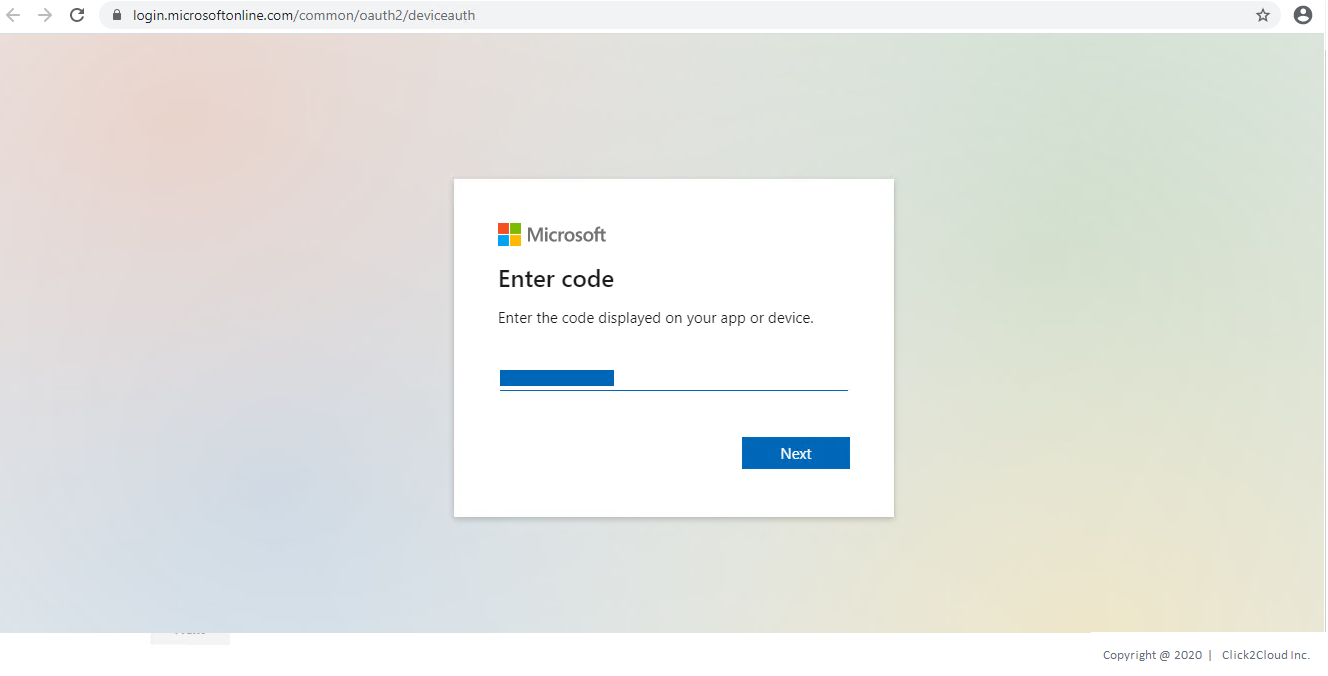 login.microsoftonline.com/common/oauth2/deviceauth
Microsoft
Enter code
Enter the code displayed on your app or device.
Next
Copyright @ 2020 | Click2Cloud Inc.